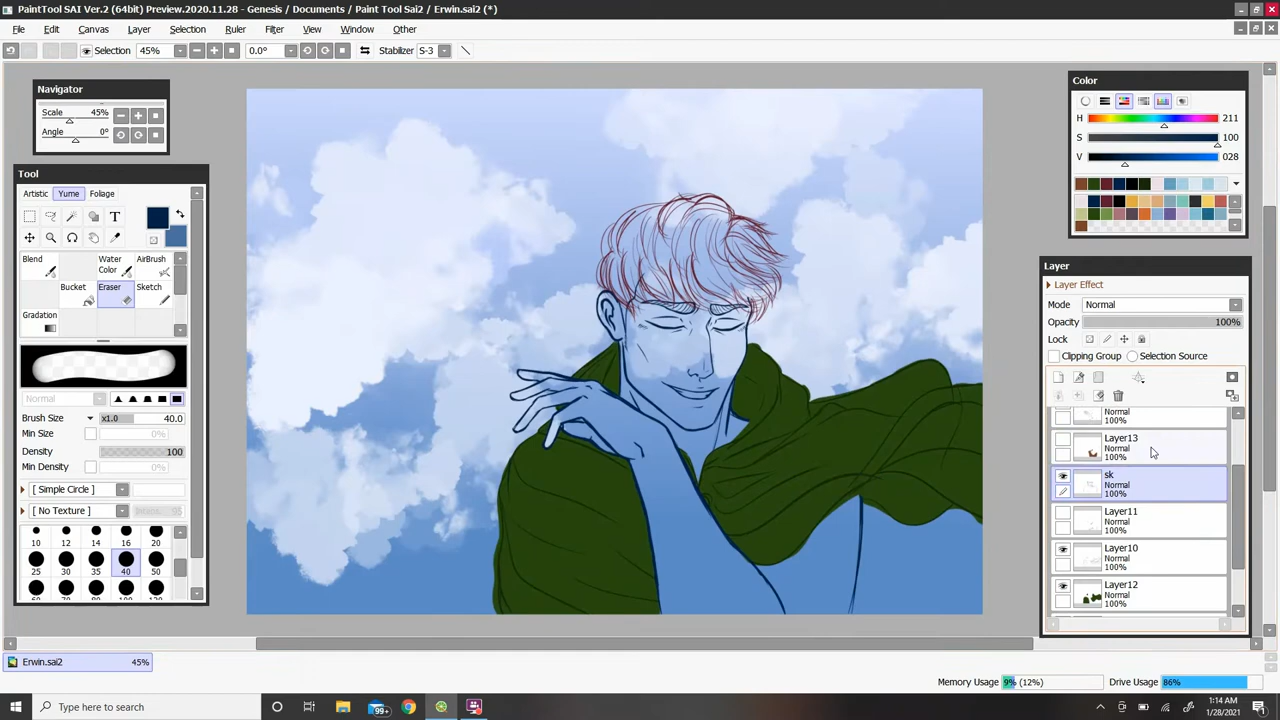 PaintTool SAI Ver.2 (64bit) Preview.2020.11.28 - Genesis / Documents / Paint Tool Sai2 / Erwin.sai2 (*)
File Edit Canvas Layer Selection Ruler Filter View Window Other
Selection 45% 0.0° Stabilizer S-3
Navigator
Scale 45%
Angle 0°
Tool
Artistic Yume Foliage
T
Blend Water Color AirBrush
Bucket Eraser Sketch
Gradation
Normal
Brush Size x1.0 40.0
Min Size 0%
Density 100
Min Density 0%
[ Simple Circle ]
[ No Texture ] 95
10 12 14 16 20
25 30 35 40 50
Color
H 211
S 100
V 028
Layer
Layer Effect
Mode Normal
Opacity 100%
Lock
Clipping Group Selection Source
Normal
100%
Layer13
Normal
100%
sk
Normal
100%
Layer11
Normal
100%
Layer10
Normal
100%
Layer12
Normal
100%
Erwin.sai2 45%
Memory Usage 9% (12%) Drive Usage 86%
Type here to search
99+
1:14 AM
1/28/2021
1